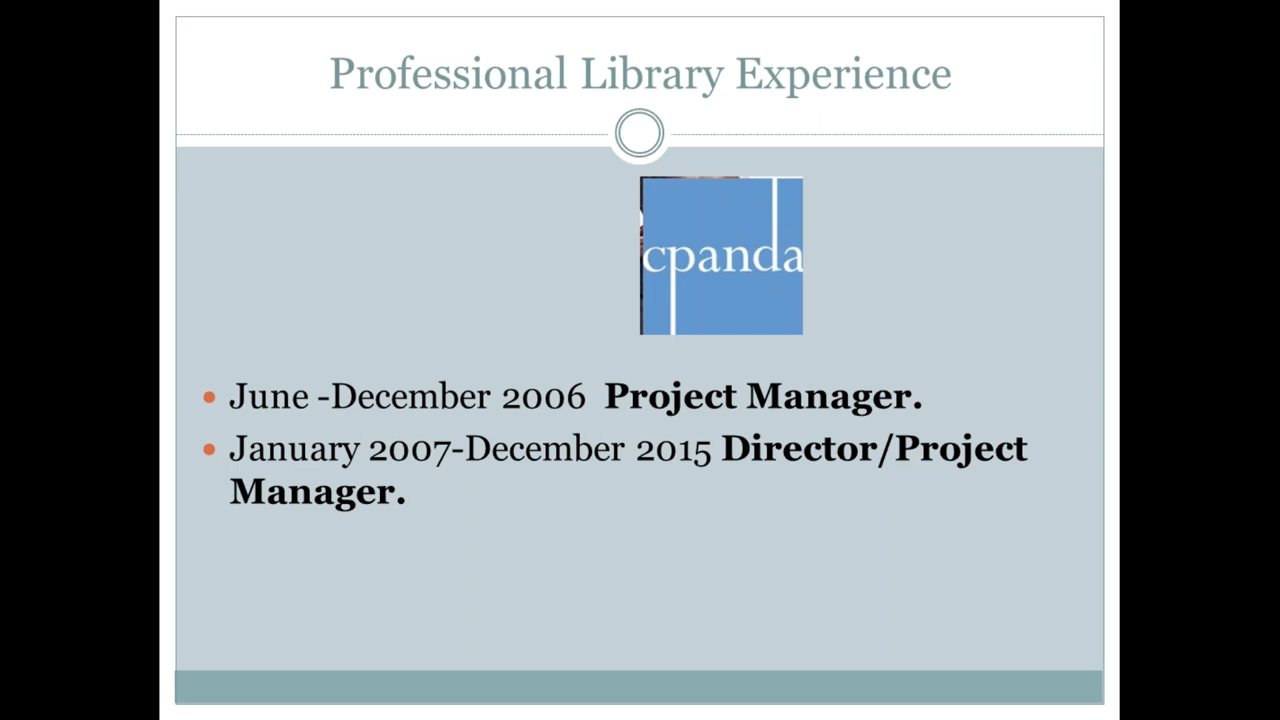 Professional Library Experience
cpanda
June -December 2006 Project Manager.
January 2007-December 2015 Director/Project
Manager.